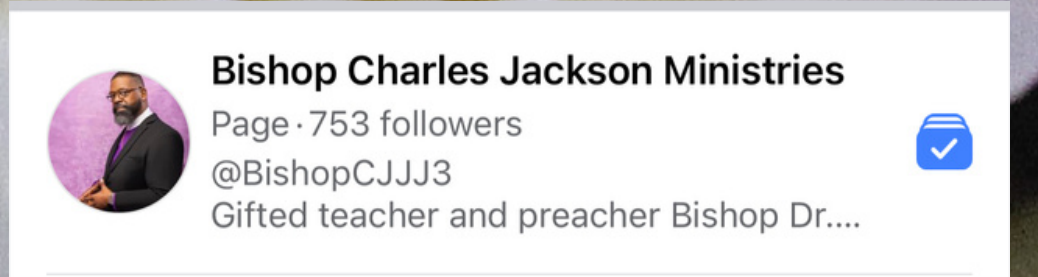 Bishop Charles Jackson Ministries
Page · 753 followers
@BishopCJJJ3
Gifted teacher and preacher Bishop Dr....